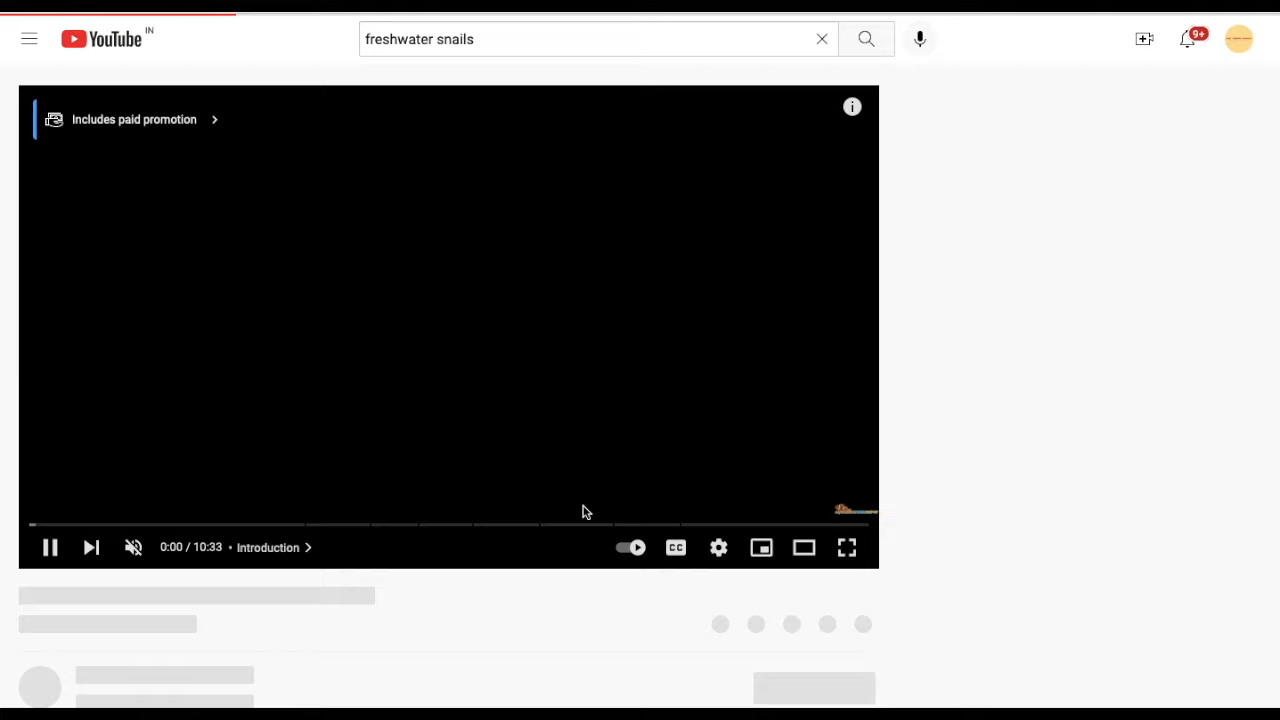 YouTube IN
freshwater snails
9+
Includes paid promotion
i
0:00 / 10:33 • Introduction
CC